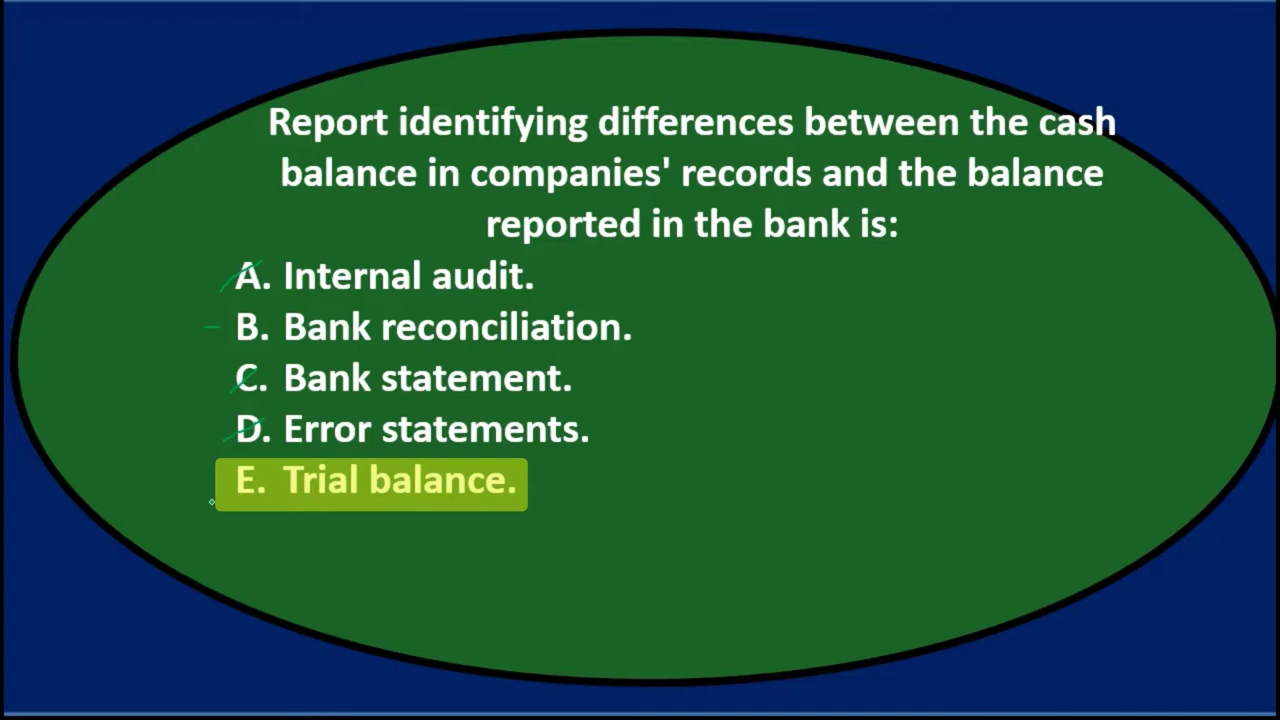 Report identifying differences between the cash
balance in companies' records and the balance
reported in the bank is:
A. Internal audit.
B. Bank reconciliation.
C. Bank statement.
D. Error statements.
E. Trial balance.